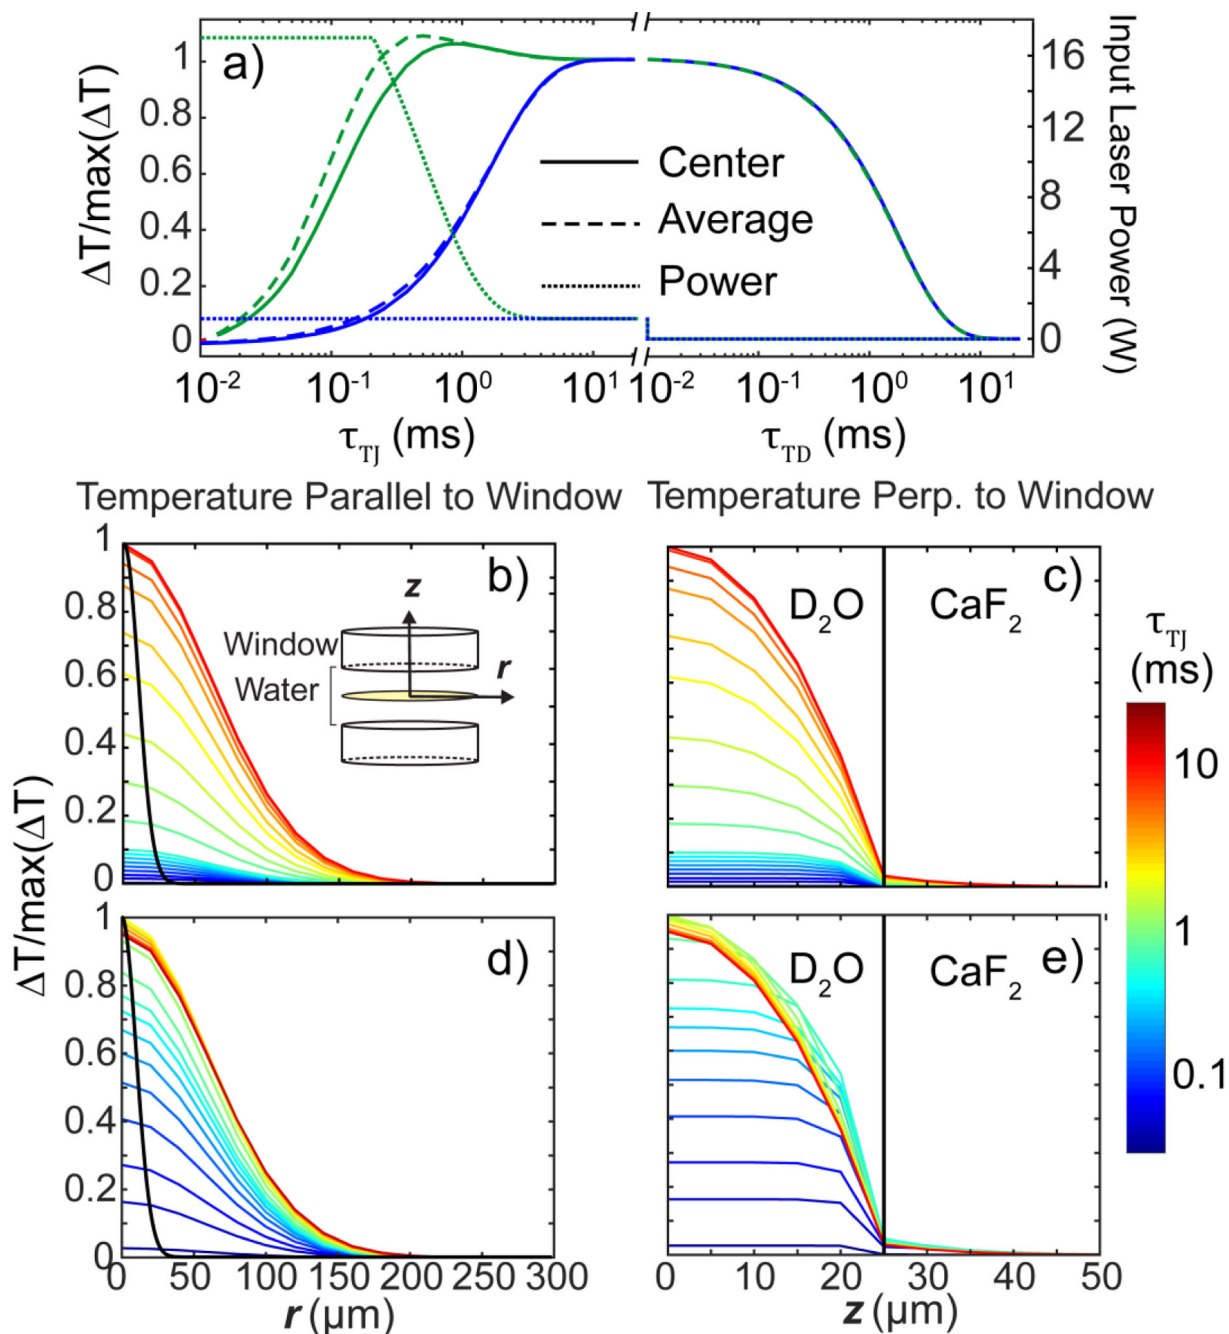 a)
ΔT/max(ΔT)
1
0.8
0.6
0.4
0.2
0
Center
Average
Power
16
12
8
4
0
Input Laser Power (W)
10⁻² 10⁻¹ 10⁰ 10¹ 10⁻² 10⁻¹ 10⁰ 10¹
τTJ (ms)
τTD (ms)
Temperature Parallel to Window
Temperature Perp. to Window
ΔT/max(ΔT)
1
0.8
0.6
0.4
0.2
0
b)
z
Window
r
Water
c)
D₂O
CaF₂
τTJ
(ms)
10
1
0.1
1
0.8
0.6
0.4
0.2
0
d)
e)
D₂O
CaF₂
0 50 100 150 200 250 300
r (μm)
0 10 20 30 40 50
z (μm)